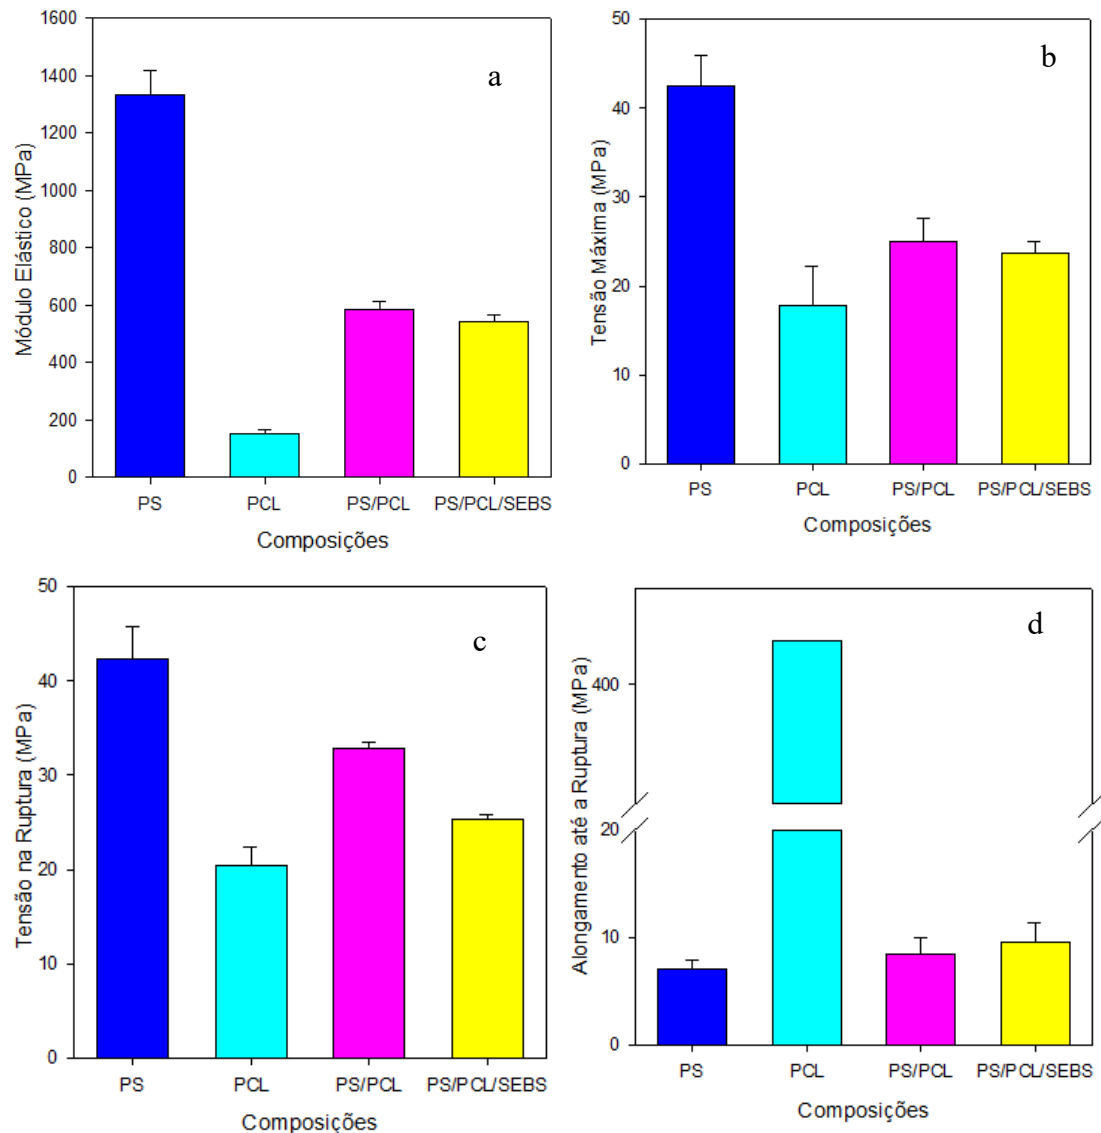 a
Módulo Elástico (MPa)
1600
1400
1200
1000
800
600
400
200
0
PS PCL PS/PCL PS/PCL/SEBS
Composições
b
Tensão Máxima (MPa)
50
40
30
20
10
0
PS PCL PS/PCL PS/PCL/SEBS
Composições
c
Tensão na Ruptura (MPa)
50
40
30
20
10
0
PS PCL PS/PCL PS/PCL/SEBS
Composições
d
Alongamento até a Ruptura (MPa)
400
20
10
0
PS PCL PS/PCL PS/PCL/SEBS
Composições